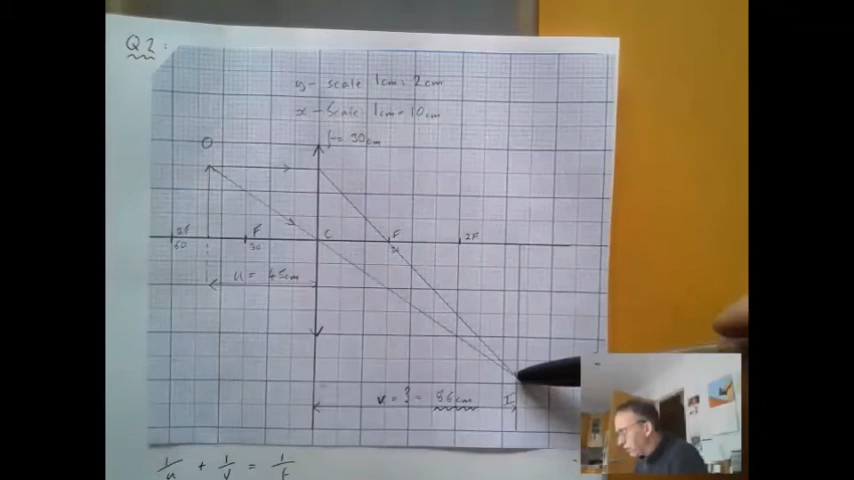 Q2:
y - scale 1cm = 2cm
x - Scale 1cm = 10cm
f = 30cm
O
2F F C F 2F
60 30 30
u = 45cm
v = ? = 86cm I
1/u + 1/v = 1/f